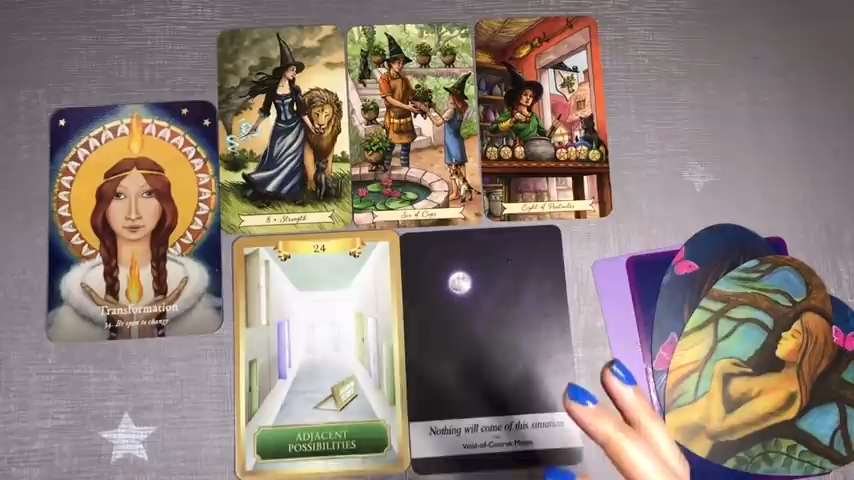 8 • Strength
Six of Cups
Eight of Pentacles
Transformation
34. Be open to change
24
ADJACENT
POSSIBILITIES
Nothing will come of this situation
Void-of-Course Moon